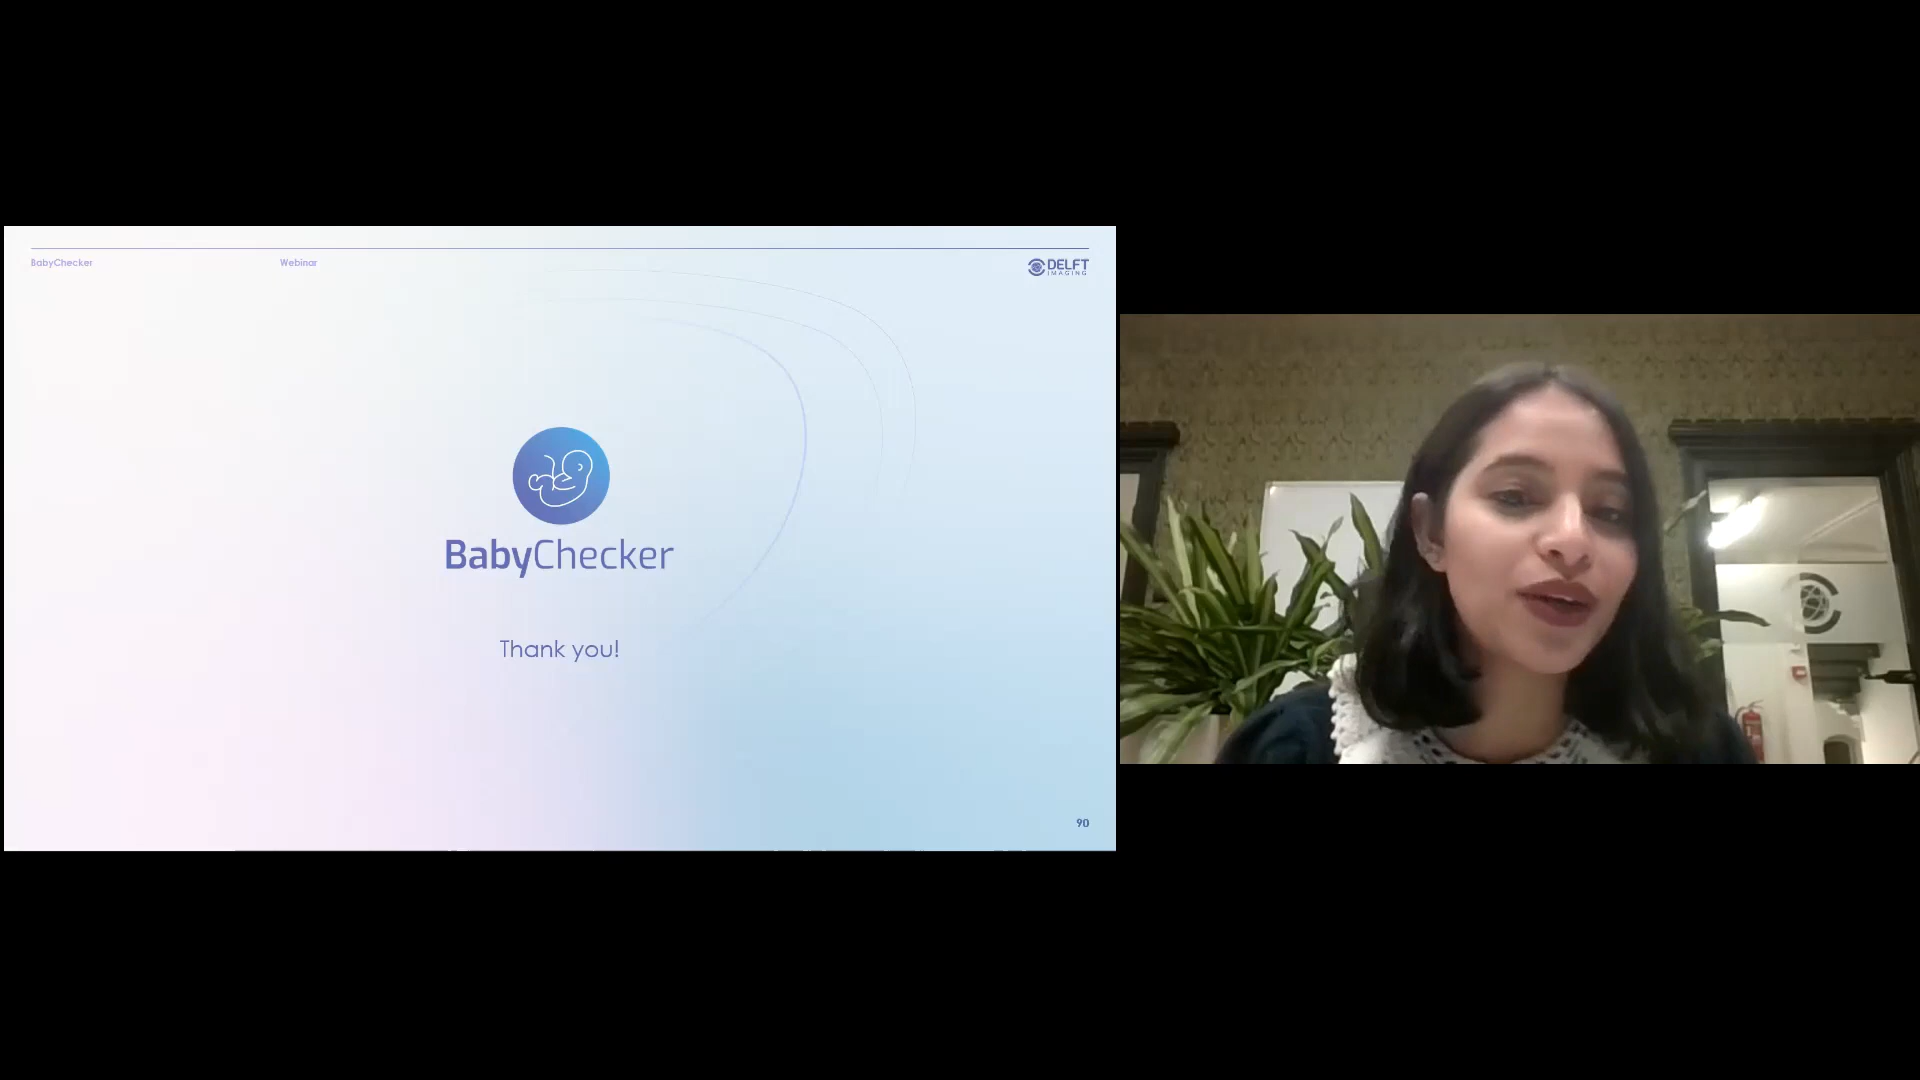 BabyChecker
Webinar
DELFT
IMAGING
BabyChecker
Thank you!
90